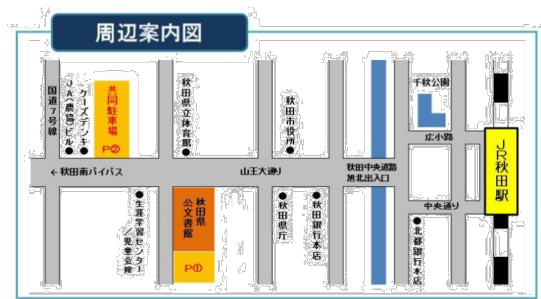 周辺案内図
国道7号線
JA(農協)ビル●
ケーズデンキ●
共同駐車場
P②
秋田県立体育館●
秋田市役所●
千秋公園
広小路
JR秋田駅
←秋田南バイパス
山王大通り
秋田中央道路
旭北出入口
中央通り
●生涯学習センター
/児童会館
秋田県
公文書館
P①
●秋田県庁
●秋田銀行本店
●北都銀行本店